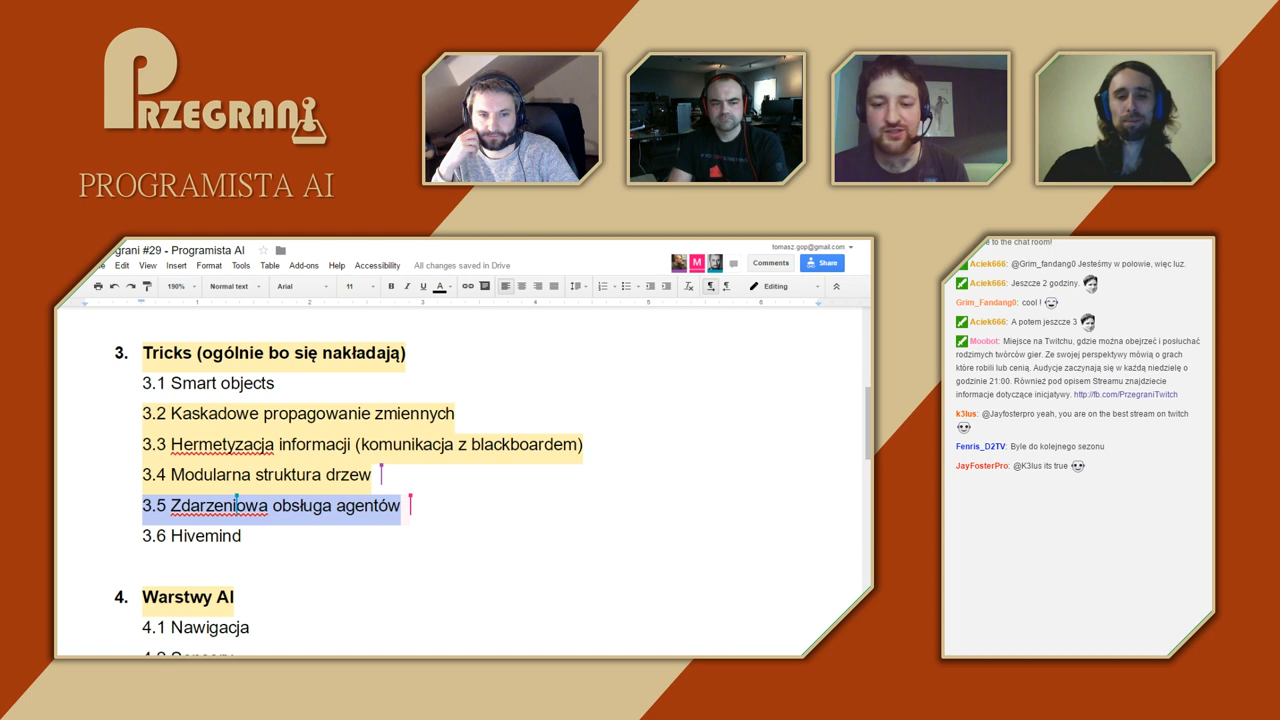 PRZEGRANI
PROGRAMISTA AI
grani #29 - Programista AI
tomasz.gop@gmail.com
Edit View Insert Format Tools Table Add-ons Help Accessibility All changes saved in Drive
M
Comments
Share
190% Normal text Arial 11 B I U A Editing
1 2 3 4 5 6
3. Tricks (ogólnie bo się nakładają)
3.1 Smart objects
3.2 Kaskadowe propagowanie zmiennych
3.3 Hermetyzacja informacji (komunikacja z blackboardem)
3.4 Modularna struktura drzew
3.5 Zdarzeniowa obsługa agentów
3.6 Hivemind
4. Warstwy AI
4.1 Nawigacja
e to the chat room!
Aciek666: @Grim_fandang0 Jesteśmy w połowie, więc luz.
Aciek666: Jeszcze 2 godziny.
Grim_Fandang0: cool !
Aciek666: A potem jeszcze 3
Moobot: Miejsce na Twitchu, gdzie można obejrzeć i posłuchać
rodzimych twórców gier. Ze swojej perspektywy mówią o grach
które robili lub cenią. Audycje zaczynają się w każdą niedzielę o
godzinie 21:00. Również pod opisem Streamu znajdziecie
informacje dotyczące inicjatywy. http://fb.com/PrzegraniTwitch
k3lus: @Jayfosterpro yeah, you are on the best stream on twitch
Fenris_D2TV: Byle do kolejnego sezonu
JayFosterPro: @K3lus its true